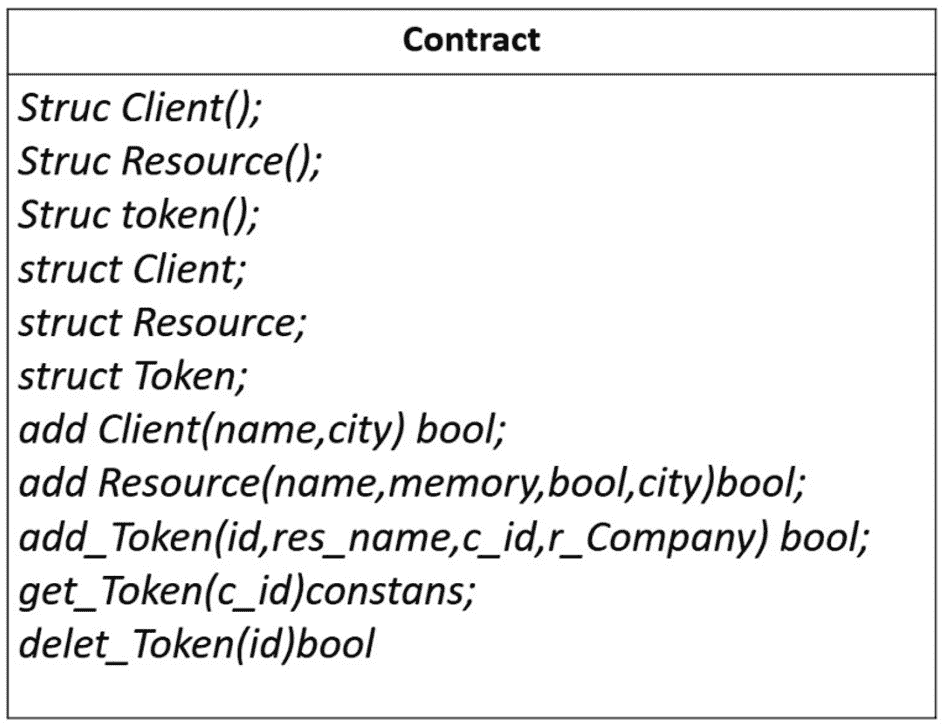 Contract
Struc Client();
Struc Resource();
Struc token();
struct Client;
struct Resource;
struct Token;
add Client(name,city) bool;
add Resource(name,memory,bool,city)bool;
add_Token(id,res_name,c_id,r_Company) bool;
get_Token(c_id)constans;
delet_Token(id)bool